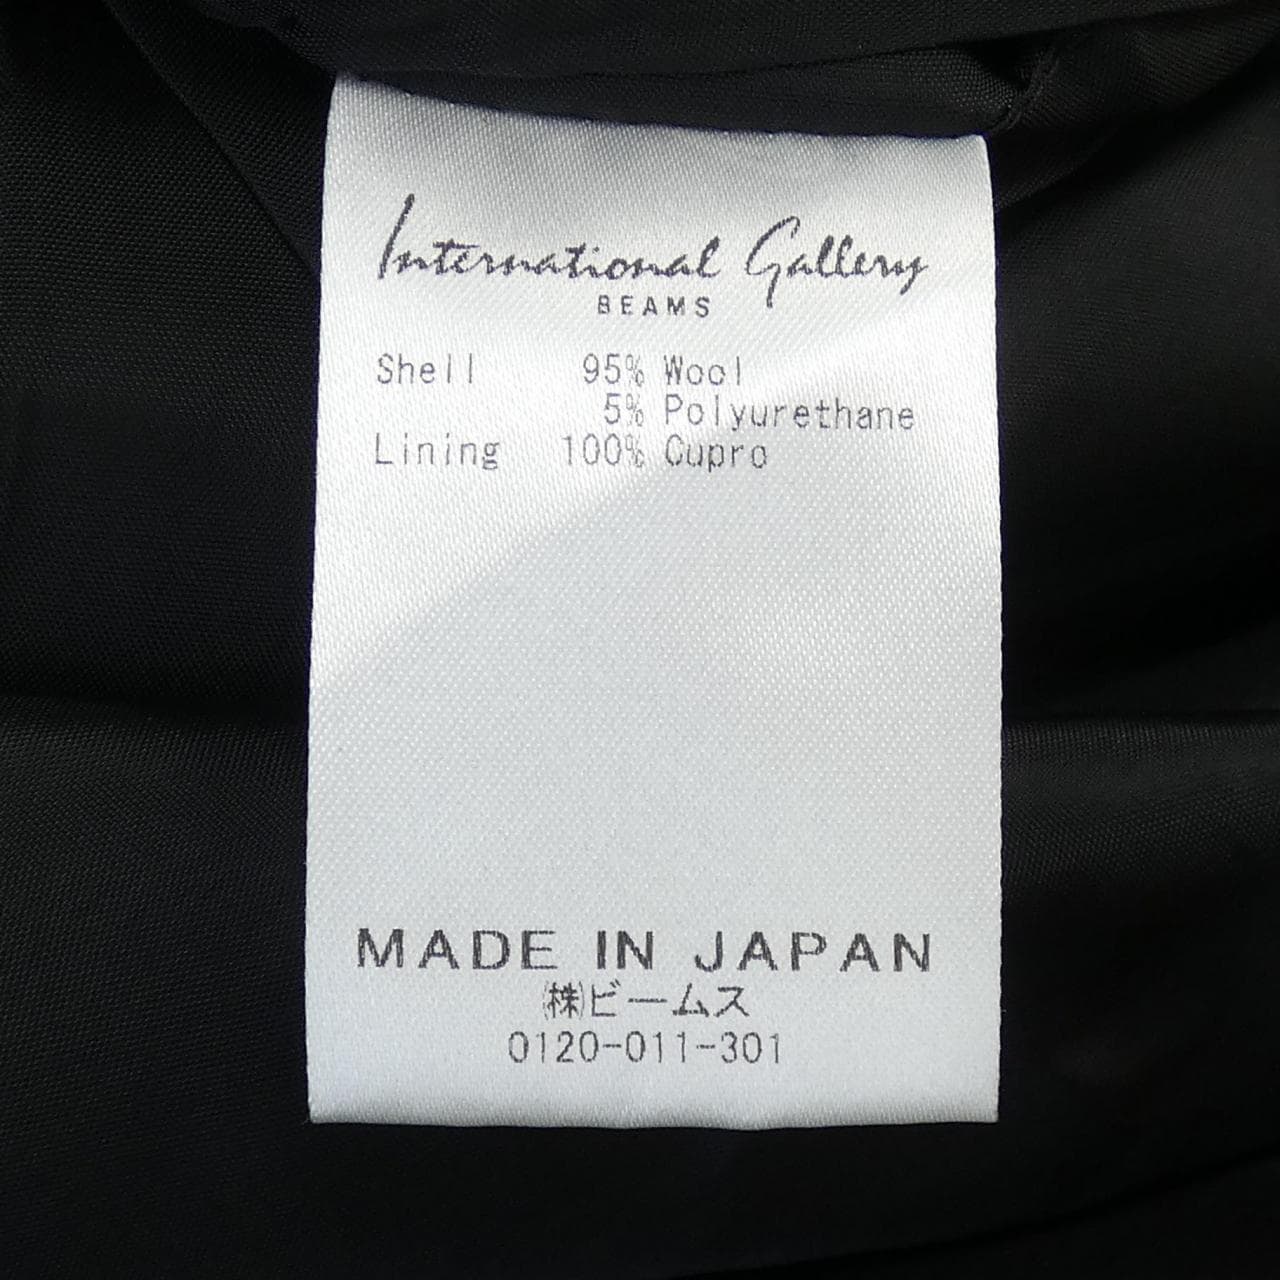 International Gallery
BEAMS
Shell 95% Wool
5% Polyurethane
Lining 100% Cupro
MADE IN JAPAN
㈱ビームス
0120-011-301